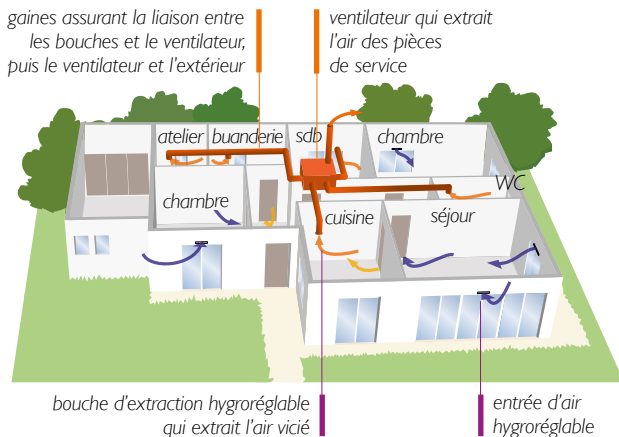 gaines assurant la liaison entre
les bouches et le ventilateur,
puis le ventilateur et l'extérieur
ventilateur qui extrait
l'air des pièces
de service
atelier
buanderie
sdb
chambre
chambre
WC
cuisine
séjour
bouche d'extraction hygroréglable
qui extrait l'air vicié
entrée d'air
hygroréglable